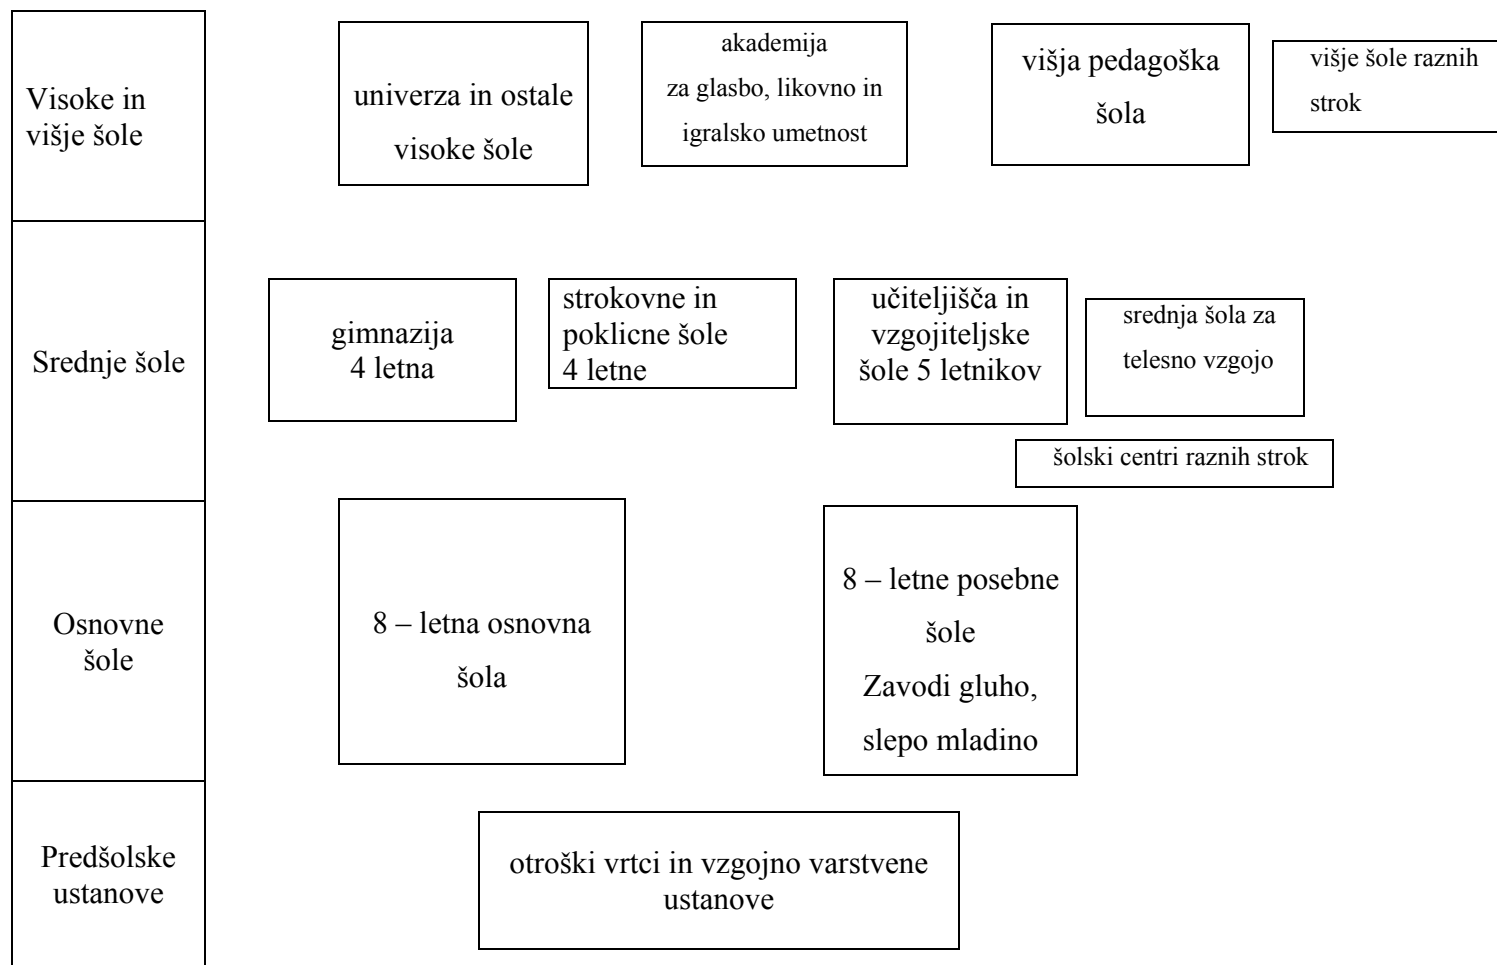 Visoke in
višje šole
univerza in ostale
visoke šole
akademija
za glasbo, likovno in
igralsko umetnost
višja pedagoška
šola
višje šole raznih
strok
Srednje šole
gimnazija
4 letna
strokovne in
poklicne šole
4 letne
učiteljišča in
vzgojiteljske
šole 5 letnikov
srednja šola za
telesno vzgojo
šolski centri raznih strok
Osnovne
šole
8 – letna osnovna
šola
8 – letne posebne
šole
Zavodi gluho,
slepo mladino
Predšolske
ustanove
otroški vrtci in vzgojno varstvene
ustanove